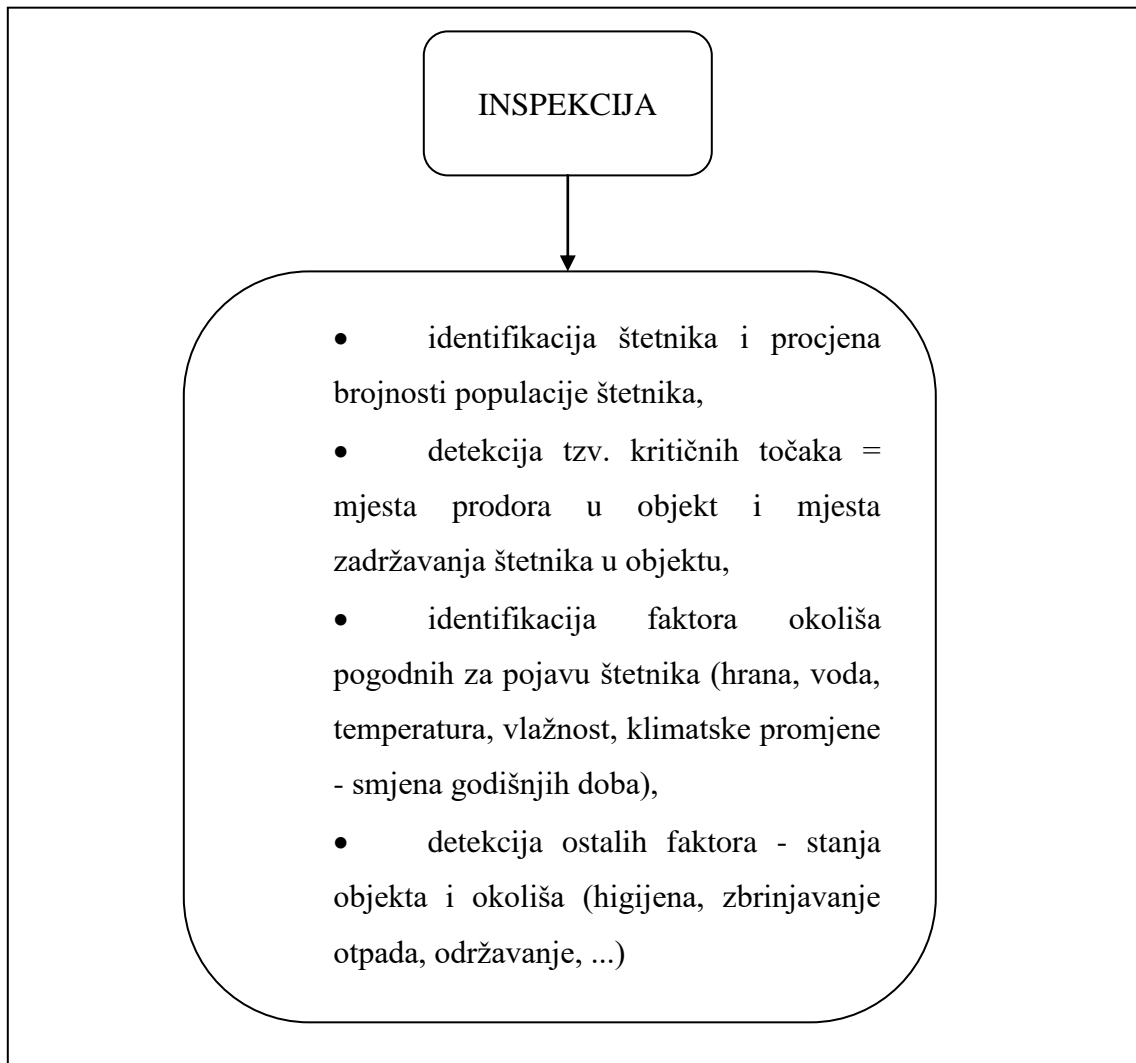 INSPEKCIJA
• identifikacija štetnika i procjena
brojnosti populacije štetnika,
• detekcija tzv. kritičnih točaka =
mjesta prodora u objekt i mjesta
zadržavanja štetnika u objektu,
• identifikacija faktora okoliša
pogodnih za pojavu štetnika (hrana, voda,
temperatura, vlažnost, klimatske promjene
- smjena godišnjih doba),
• detekcija ostalih faktora - stanja
objekta i okoliša (higijena, zbrinjavanje
otpada, održavanje, ...)